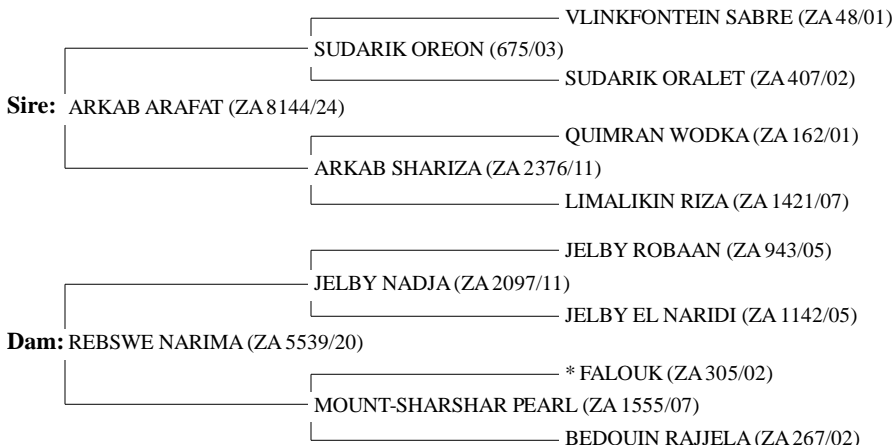 VLINKFONTEIN SABRE (ZA 48/01)
SUDARIK OREON (675/03)
SUDARIK ORALET (ZA 407/02)
Sire: ARKAB ARAFAT (ZA 8144/24)
QUIMRAN WODKA (ZA 162/01)
ARKAB SHARIZA (ZA 2376/11)
LIMALIKIN RIZA (ZA 1421/07)
JELBY ROBAAN (ZA 943/05)
JELBY NADJA (ZA 2097/11)
JELBY EL NARIDI (ZA 1142/05)
Dam: REBSWE NARIMA (ZA 5539/20)
* FALOUK (ZA 305/02)
MOUNT-SHARSHAR PEARL (ZA 1555/07)
BEDOUIN RAJJELA (ZA 267/02)